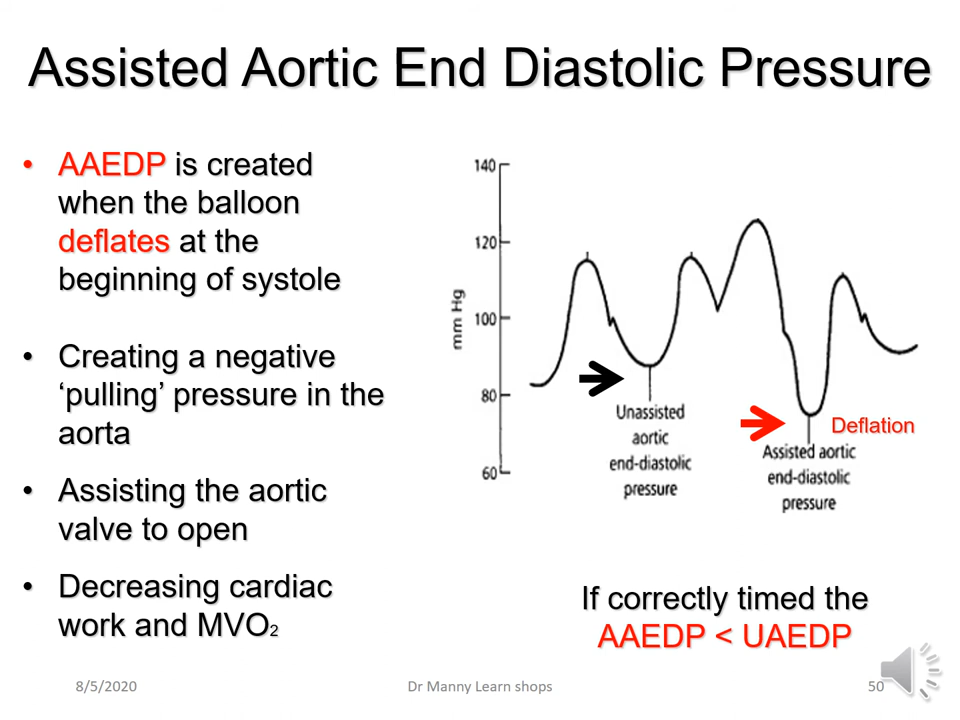 Assisted Aortic End Diastolic Pressure
• AAEDP is created
when the balloon
deflates at the
beginning of systole
• Creating a negative
‘pulling’ pressure in the
aorta
• Assisting the aortic
valve to open
• Decreasing cardiac
work and MVO₂
140
120
100
80
60
mm Hg
Unassisted
aortic
end-diastolic
pressure
Deflation
Assisted aortic
end-diastolic
pressure
If correctly timed the
AAEDP < UAEDP
8/5/2020
Dr Manny Learn shops
50